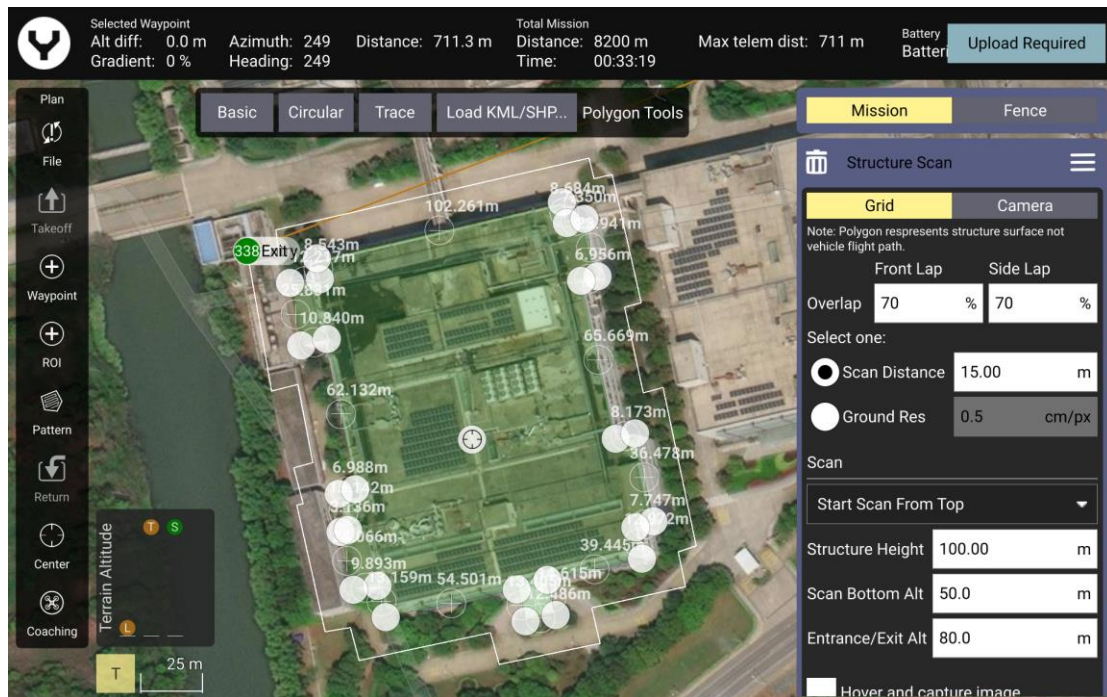 Selected Waypoint
Alt diff: 0.0 m Azimuth: 249 Distance: 711.3 m
Gradient: 0 % Heading: 249
Total Mission
Distance: 8200 m Max telem dist: 711 m
Time: 00:33:19
Battery
Batteri
Upload Required
Plan
File
Takeoff
Waypoint
ROI
Pattern
Return
Center
Coaching
Basic Circular Trace Load KML/SHP... Polygon Tools
8.684m
102.261m
6.956m
338 Exit
8.543m
10.840m
65.669m
62.132m
8.173m
36.478m
6.988m
7.747m
39.445m
9.893m
54.501m
Terrain Altitude
T S
L
T
25 m
Mission Fence
Structure Scan
Grid Camera
Note: Polygon respresents structure surface not
vehicle flight path.
Front Lap Side Lap
Overlap 70 % 70 %
Select one:
Scan Distance 15.00 m
Ground Res 0.5 cm/px
Scan
Start Scan From Top
Structure Height 100.00 m
Scan Bottom Alt 50.0 m
Entrance/Exit Alt 80.0 m
Hover and capture image